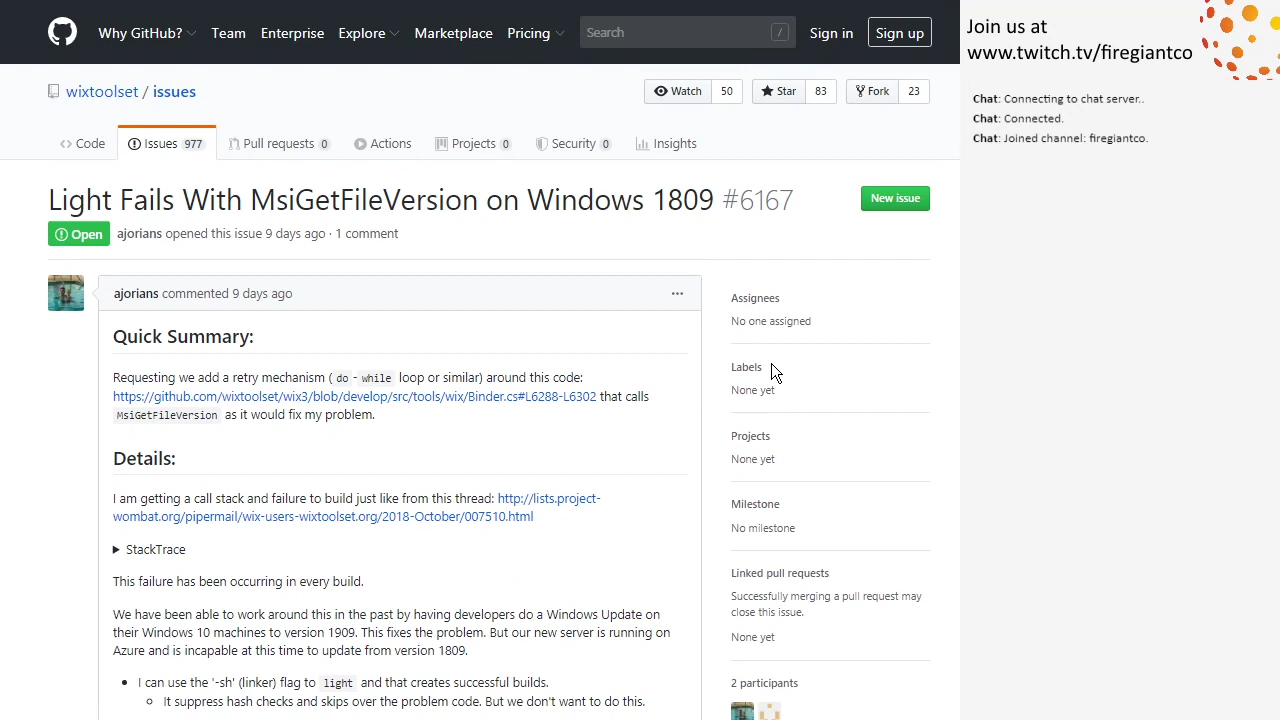 Why GitHub? Team Enterprise Explore Marketplace Pricing Search / Sign in Sign up
Join us at
www.twitch.tv/firegiantco
wixtoolset / issues Watch 50 Star 83 Fork 23
Chat: Connecting to chat server..
Chat: Connected.
Chat: Joined channel: firegiantco.
Code Issues 977 Pull requests 0 Actions Projects 0 Security 0 Insights
Light Fails With MsiGetFileVersion on Windows 1809 #6167 New issue
Open ajorians opened this issue 9 days ago · 1 comment
ajorians commented 9 days ago
Quick Summary:
Requesting we add a retry mechanism ( do - while loop or similar) around this code:
https://github.com/wixtoolset/wix3/blob/develop/src/tools/wix/Binder.cs#L6288-L6302 that calls
MsiGetFileVersion as it would fix my problem.
Details:
I am getting a call stack and failure to build just like from this thread: http://lists.project-
wombat.org/pipermail/wix-users-wixtoolset.org/2018-October/007510.html
StackTrace
This failure has been occurring in every build.
We have been able to work around this in the past by having developers do a Windows Update on
their Windows 10 machines to version 1909. This fixes the problem. But our new server is running on
Azure and is incapable at this time to update from version 1809.
I can use the '-sh' (linker) flag to light and that creates successful builds.
It suppress hash checks and skips over the problem code. But we don't want to do this.
Assignees
No one assigned
Labels
None yet
Projects
None yet
Milestone
No milestone
Linked pull requests
Successfully merging a pull request may
close this issue.
None yet
2 participants